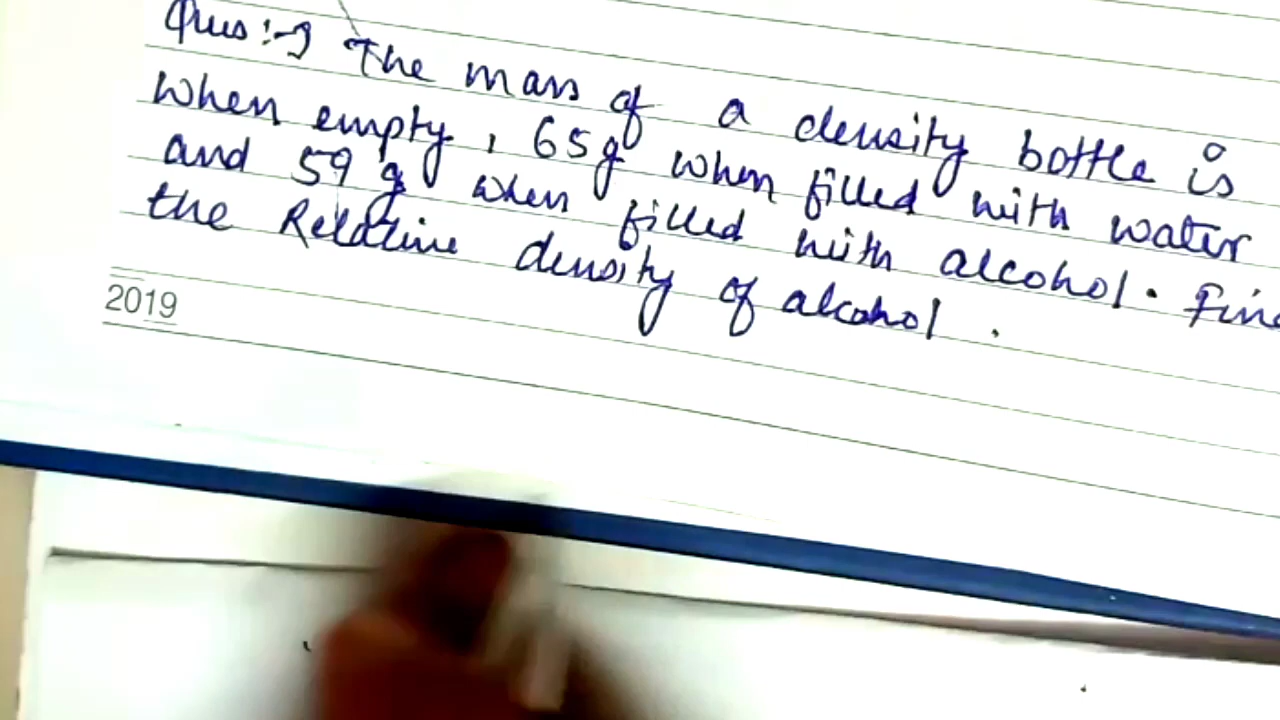 Ques :-> The mass of a density bottle is
when empty, 65g when filled with water
and 59 g when filled with alcohol. Fin
the Relative density of alcohol.
2019